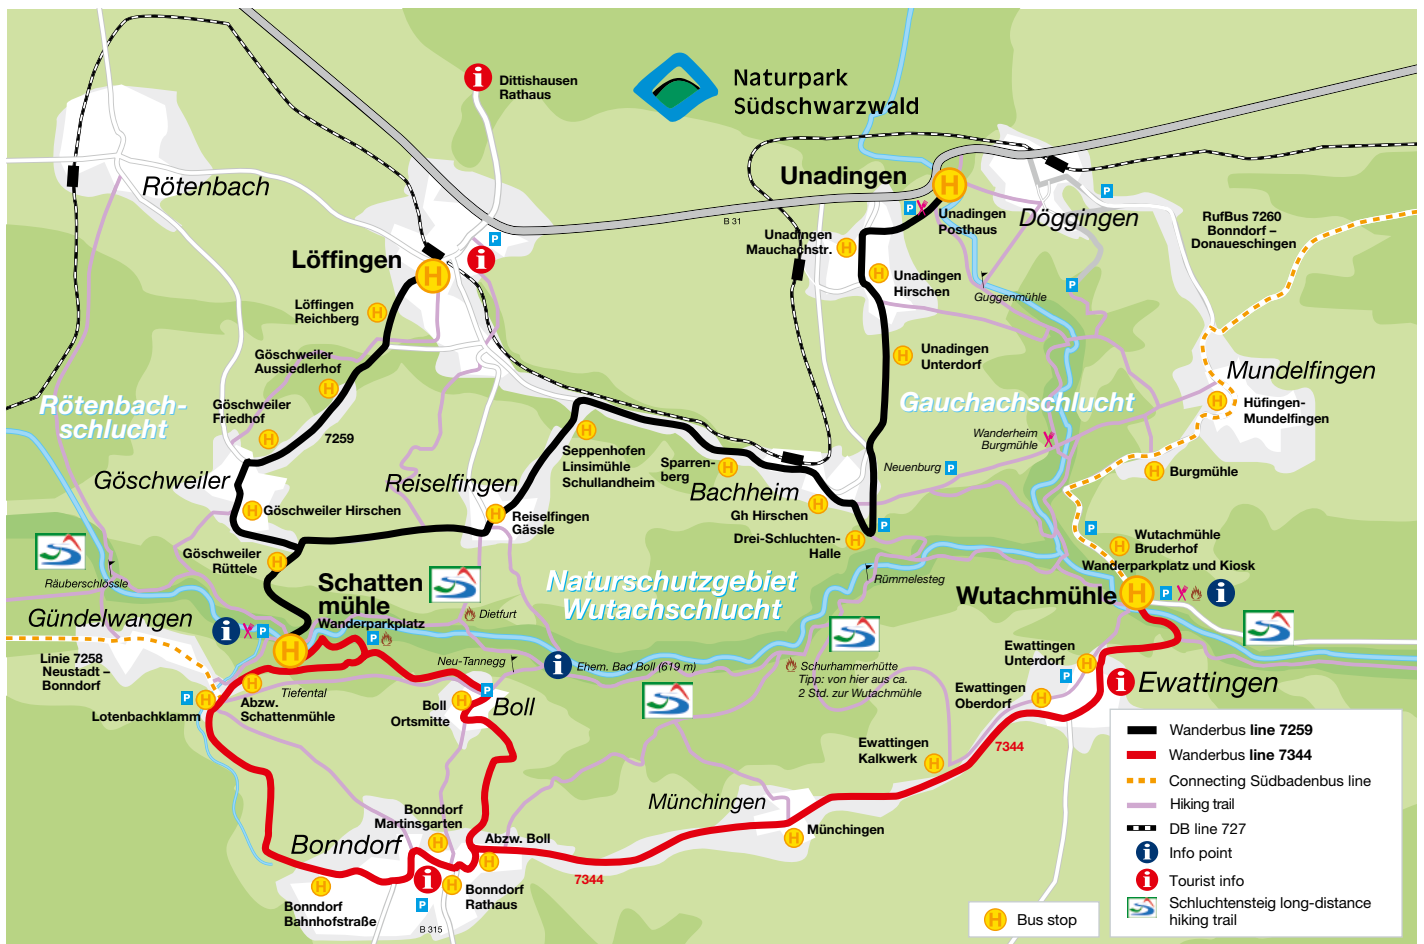 Dittishausen
Rathaus
Naturpark
Südschwarzwald
Rötenbach
Unadingen
H
Unadingen
Posthaus
Döggingen
P
RufBus 7260
Bonndorf –
Donaueschingen
B 31
Unadingen
Mauchachstr.
H
Löffingen
H
P
P
H
Unadingen
Hirschen
Guggenmühle
P
Löffingen
Reichberg
H
Göschweiler
Aussiedlerhof
H
Unadingen
Unterdorf
H
Mundelfingen
Rötenbach-
schlucht
Göschweiler
Friedhof
H
7259
Gauchachschlucht
Hüfingen-
Mundelfingen
H
Wanderheim
Burgmühle
H
Seppenhofen
Linsimühle
Schullandheim
Sparren-
berg
H
Neuenburg
P
H
Burgmühle
Göschweiler
Reiselfingen
Bachheim
Gh Hirschen
H
H
Göschweiler Hirschen
H
Reiselfingen
Gässle
Drei-Schluchten-
Halle
H
P
P
H
Wutachmühle
Bruderhof
Wanderparkplatz und Kiosk
Göschweiler
Rüttele
H
Räuberschlössle
Schatten
mühle
Wanderparkplatz
Naturschutzgebiet
Wutachschlucht
Rümmelesteg
Wutachmühle
H
P
Dietfurt
Gündelwangen
P
H
P
Linie 7258
Neustadt –
Bonndorf
Neu-Tannegg
Ehem. Bad Boll (619 m)
Schurhammerhütte
Tipp: von hier aus ca.
2 Std. zur Wutachmühle
Ewattingen
Unterdorf
H
P
Ewattingen
Tiefental
P
H
Lotenbachklamm
H
Abzw.
Schattenmühle
Boll
Ortsmitte
H
P
Boll
Ewattingen
Oberdorf
H
Ewattingen
Kalkwerk
H
7344
Münchingen
H
Münchingen
Bonndorf
Martinsgarten
H
Bonndorf
Abzw. Boll
H
7344
H
Bonndorf
Bahnhofstraße
H
Bonndorf
Rathaus
P
B 315
Wanderbus line 7259
Wanderbus line 7344
Connecting Südbadenbus line
Hiking trail
DB line 727
Info point
Tourist info
Schluchtensteig long-distance
hiking trail
H
Bus stop